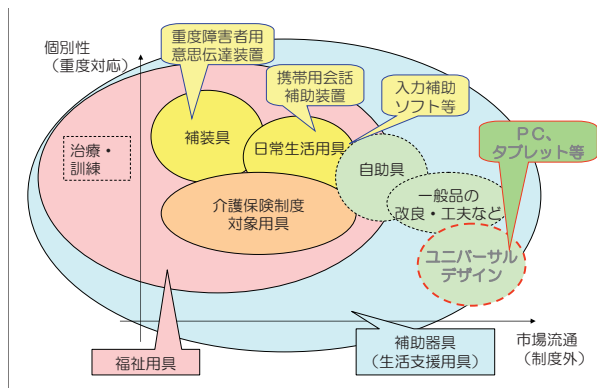 個別性
（重度対応）
重度障害者用
意思伝達装置
携帯用会話
補助装置
入力補助
ソフト等
PC、
タブレット等
治療・
訓練
補装具
日常生活用具
自助具
介護保険制度
対象用具
一般品の
改良・工夫など
ユニバーサル
デザイン
福祉用具
補助器具
（生活支援用具）
市場流通
（制度外）